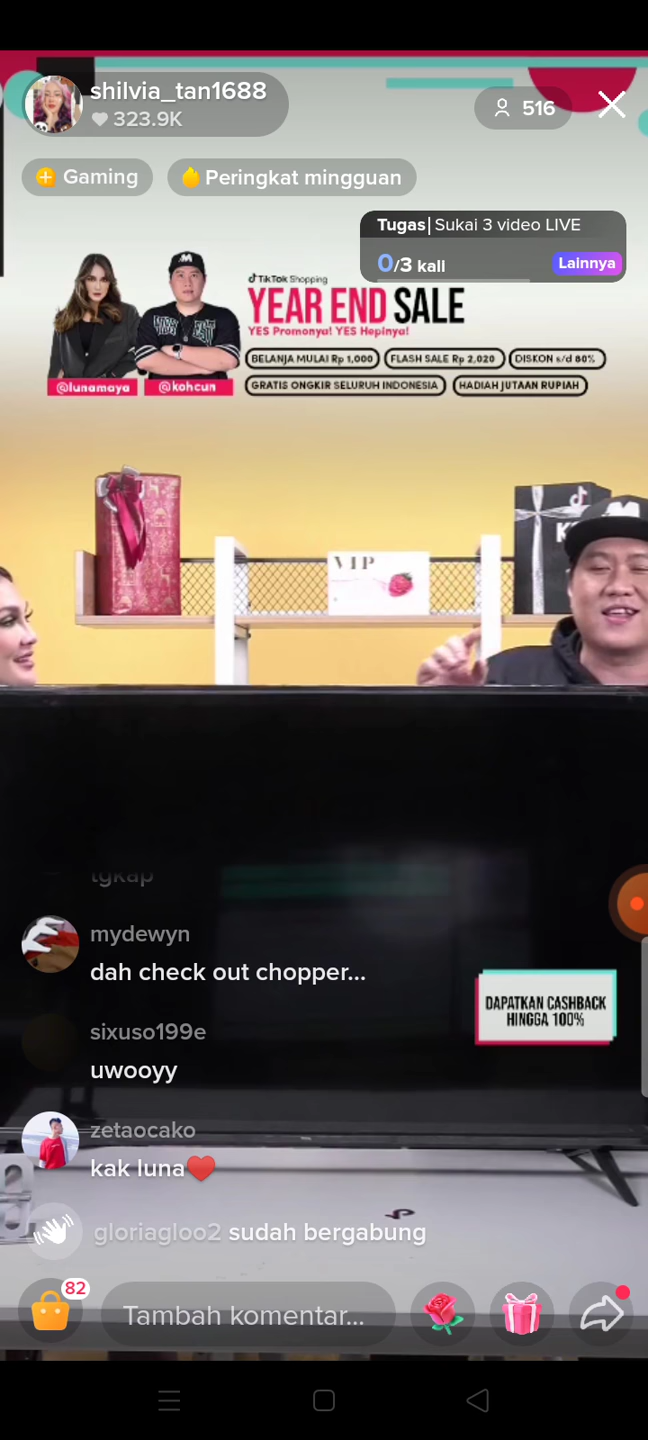 shilvia_tan1688
323.9K
516
Gaming
Peringkat mingguan
Tugas| Sukai 3 video LIVE
0/3 kali
Lainnya
TikTok Shopping
YEAR END SALE
YES Promonya! YES Hepinya!
BELANJA MULAI Rp 1,000
FLASH SALE Rp 2,020
DISKON s/d 80%
GRATIS ONGKIR SELURUH INDONESIA
HADIAH JUTAAN RUPIAH
@lunamaya
@kohcun
VIP
tgkap
mydewyn
dah check out chopper...
DAPATKAN CASHBACK
HINGGA 100%
sixuso199e
uwooyy
zetaocako
kak luna❤️
gloriagloo2 sudah bergabung
82
Tambah komentar...